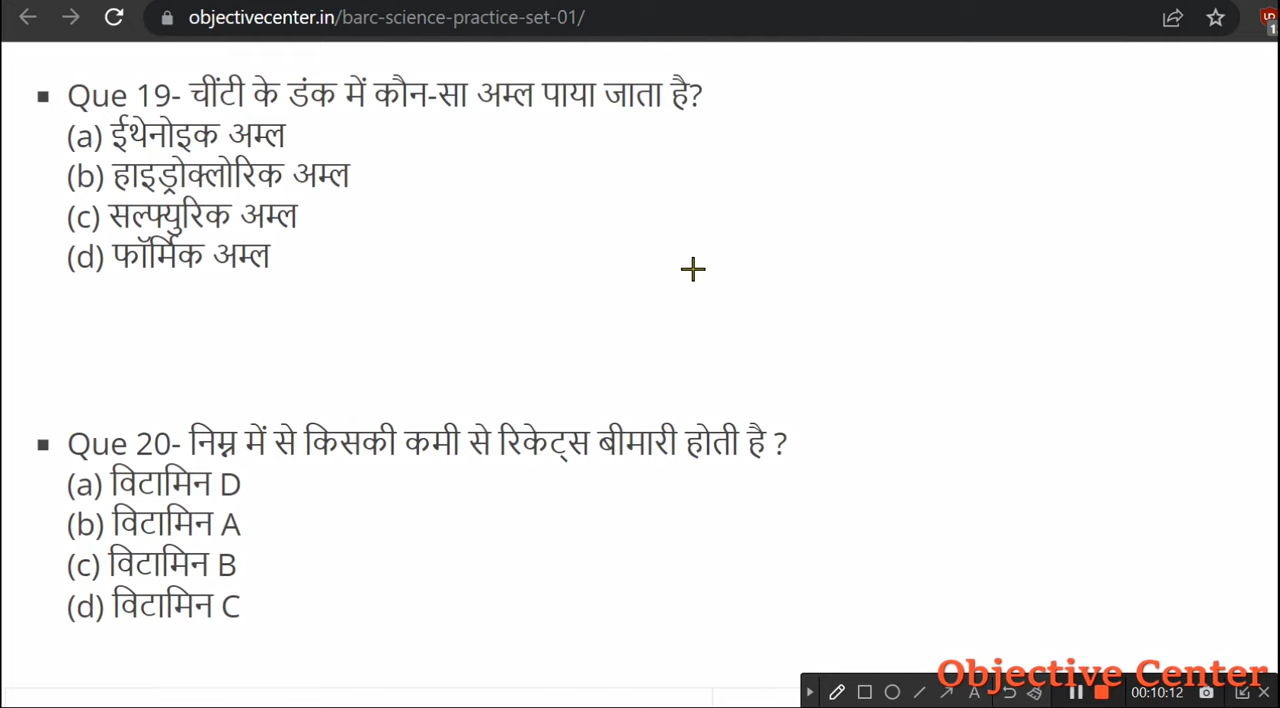 objectivecenter.in/barc-science-practice-set-01/
Que 19- चींटी के डंक में कौन-सा अम्ल पाया जाता है?
(a) ईथेनोइक अम्ल
(b) हाइड्रोक्लोरिक अम्ल
(c) सल्फ्युरिक अम्ल
(d) फॉर्मिक अम्ल
Que 20- निम्न में से किसकी कमी से रिकेट्स बीमारी होती है ?
(a) विटामिन D
(b) विटामिन A
(c) विटामिन B
(d) विटामिन C
Objective Center
A
00:10:12